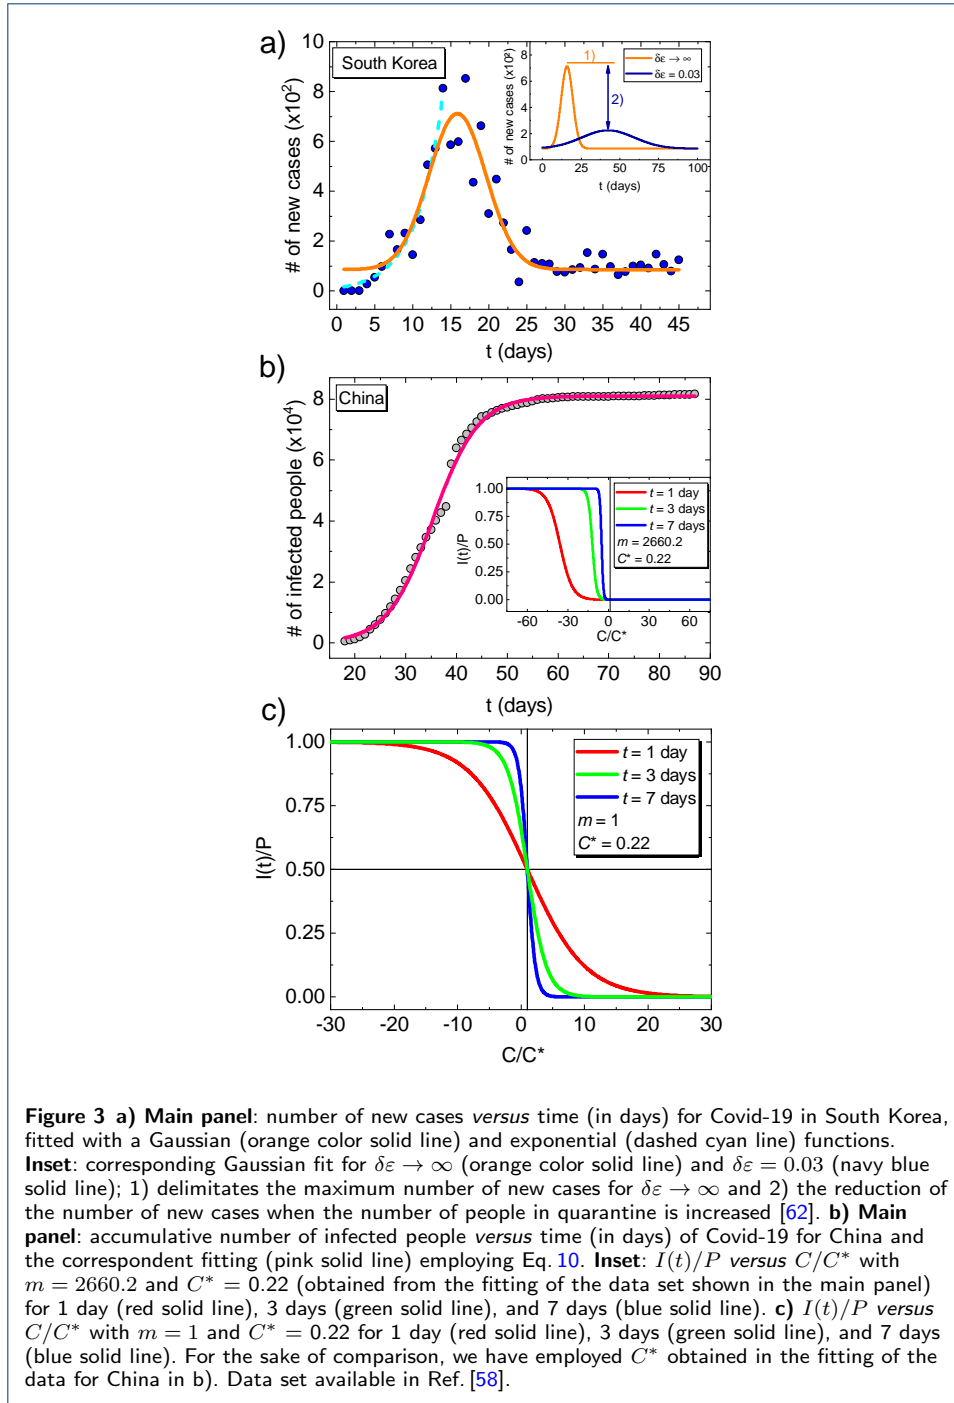 a)
10
8
6
4
2
0
# of new cases (x10²)
South Korea
0 5 10 15 20 25 30 35 40 45
t (days)
8
6
4
2
0
# of new cases (x10²)
1)
2)
δε → ∞
δε = 0.03
0 25 50 75 100
t (days)
b)
8
6
4
2
0
# of infected people (x10⁴)
China
20 30 40 50 60 70 80 90
t (days)
1.00
0.75
0.50
0.25
0.00
I(t)/P
t = 1 day
t = 3 days
t = 7 days
m = 2660.2
C* = 0.22
-60 -30 0 30 60
C/C*
c)
1.00
0.75
0.50
0.25
0.00
I(t)/P
t = 1 day
t = 3 days
t = 7 days
m = 1
C* = 0.22
-30 -20 -10 0 10 20 30
C/C*
Figure 3 a) Main panel: number of new cases versus time (in days) for Covid-19 in South Korea,
fitted with a Gaussian (orange color solid line) and exponential (dashed cyan line) functions.
Inset: corresponding Gaussian fit for δε → ∞ (orange color solid line) and δε = 0.03 (navy blue
solid line); 1) delimitates the maximum number of new cases for δε → ∞ and 2) the reduction of
the number of new cases when the number of people in quarantine is increased [62]. b) Main
panel: accumulative number of infected people versus time (in days) of Covid-19 for China and
the correspondent fitting (pink solid line) employing Eq. 10. Inset: I(t)/P versus C/C* with
m = 2660.2 and C* = 0.22 (obtained from the fitting of the data set shown in the main panel)
for 1 day (red solid line), 3 days (green solid line), and 7 days (blue solid line). c) I(t)/P versus
C/C* with m = 1 and C* = 0.22 for 1 day (red solid line), 3 days (green solid line), and 7 days
(blue solid line). For the sake of comparison, we have employed C* obtained in the fitting of the
data for China in b). Data set available in Ref. [58].